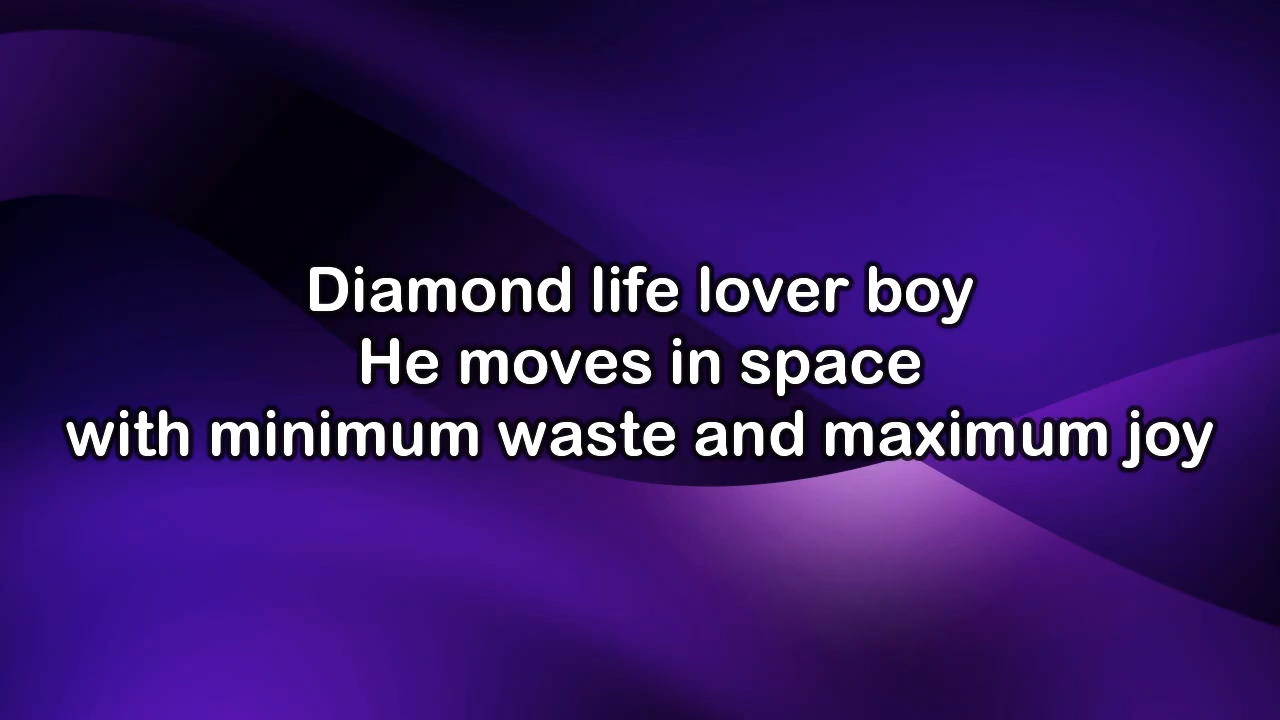 Diamond life lover boy
He moves in space
with minimum waste and maximum joy